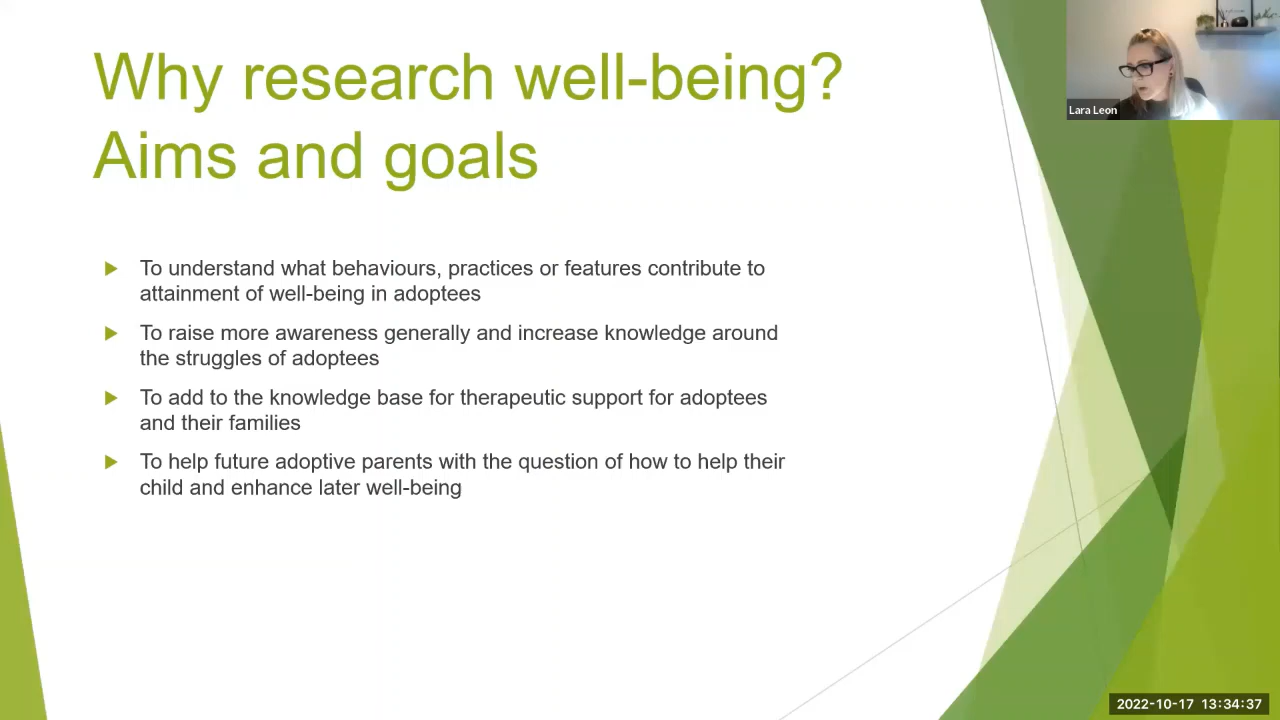 Why research well-being?
Aims and goals
To understand what behaviours, practices or features contribute to
attainment of well-being in adoptees
To raise more awareness generally and increase knowledge around
the struggles of adoptees
To add to the knowledge base for therapeutic support for adoptees
and their families
To help future adoptive parents with the question of how to help their
child and enhance later well-being
Lara Leon
2022-10-17 13:34:37